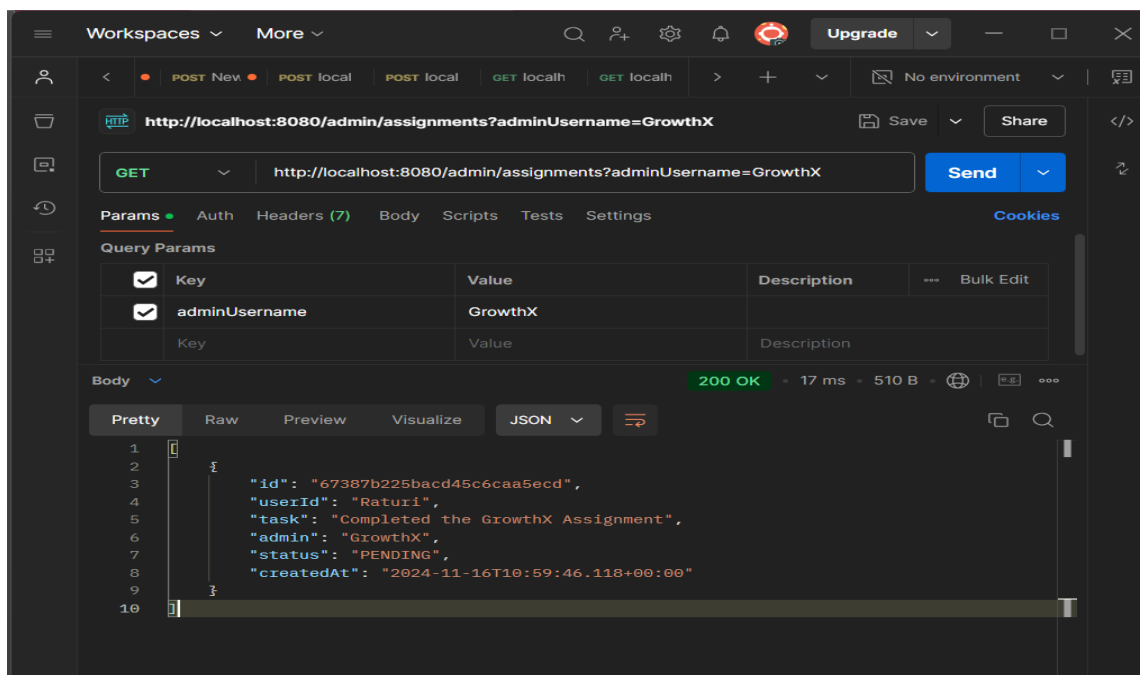 Workspaces More Upgrade
POST New POST local POST local GET localh GET localh No environment
HTTP http://localhost:8080/admin/assignments?adminUsername=GrowthX Save Share
GET http://localhost:8080/admin/assignments?adminUsername=GrowthX Send
Params Auth Headers (7) Body Scripts Tests Settings Cookies
Query Params
Key Value Description Bulk Edit
adminUsername GrowthX
Key Value Description
Body 200 OK 17 ms 510 B e.g.
Pretty Raw Preview Visualize JSON
1 [
2 {
3 "id": "67387b225bacd45c6caa5ecd",
4 "userId": "Raturi",
5 "task": "Completed the GrowthX Assignment",
6 "admin": "GrowthX",
7 "status": "PENDING",
8 "createdAt": "2024-11-16T10:59:46.118+00:00"
9 }
10 ]